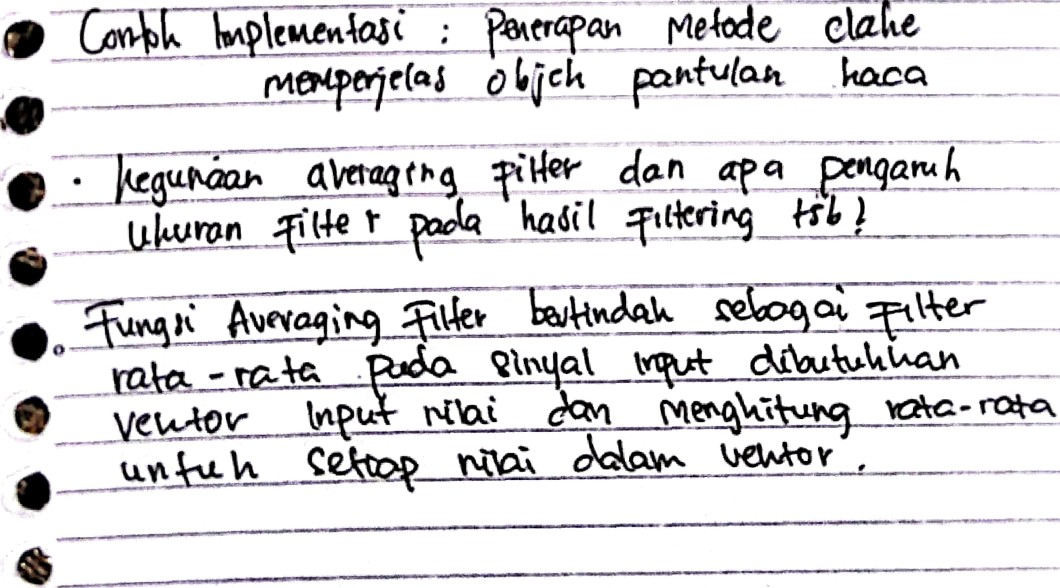 Contoh Implementasi : Penerapan Metode clahe
memperjelas objek pantulan kaca
· kegunaan averaging filter dan apa pengaruh
ukuran filter pada hasil filtering tsb?
Fungsi Averaging Filter bertindak sebagai filter
rata-rata pada sinyal input dibutuhkan
vektor input nilai dan menghitung rata-rata
untuk setiap nilai dalam vektor.